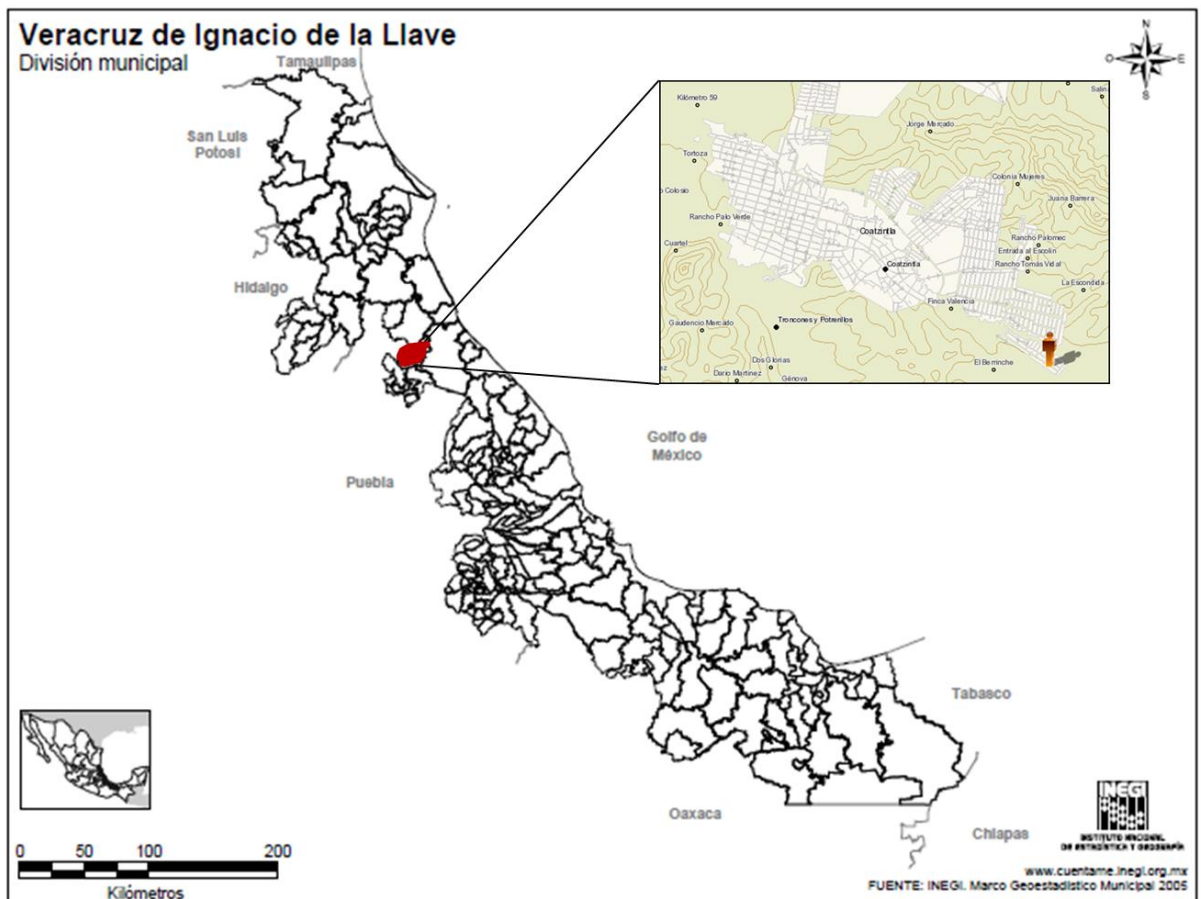 Veracruz de Ignacio de la Llave
División municipal
Tamaulipas
N
O
E
S
San Luis
Potosí
Hidalgo
Puebla
Golfo de
México
Tabasco
Oaxaca
Chiapas
Kilómetro 59
Salin
Jorge Mercado
Tortoza
Colonia Mujeres
o Colosio
Juana Barrera
Rancho Palo Verde
Coatzintla
Rancho Palomec
Cuartel
Entrada al Escolín
Coatzintla
Rancho Tomás Vidal
La Escondida
Finca Valencia
Gaudencio Mercado
Troncones y Potrerillos
Dos Glorias
El Berrinche
ez
Darío Martínez
Génova
0 50 100 200
Kilómetros
INEGI
INSTITUTO NACIONAL
DE ESTADÍSTICA Y GEOGRAFÍA
www.cuentame.inegi.org.mx
FUENTE: INEGI. Marco Geoestadístico Municipal 2005